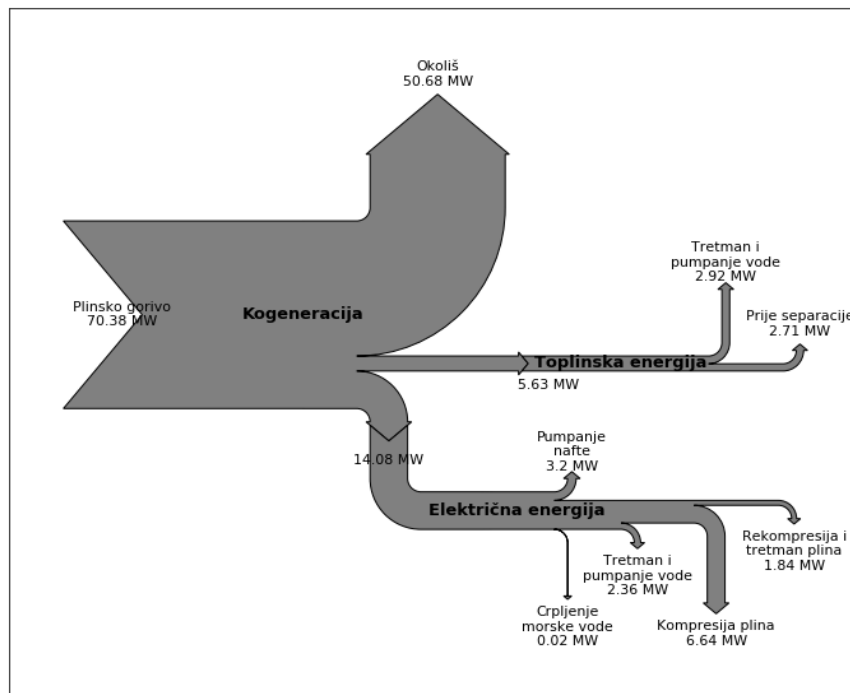 Okoliš
50.68 MW
Tretman i
pumpanje vode
2.92 MW
Plinsko gorivo
70.38 MW
Kogeneracija
Prije separacije
2.71 MW
Toplinska energija
5.63 MW
14.08 MW
Pumpanje
nafte
3.2 MW
Električna energija
Rekompresija i
tretman plina
1.84 MW
Tretman i
pumpanje vode
2.36 MW
Crpljenje
morske vode
0.02 MW
Kompresija plina
6.64 MW